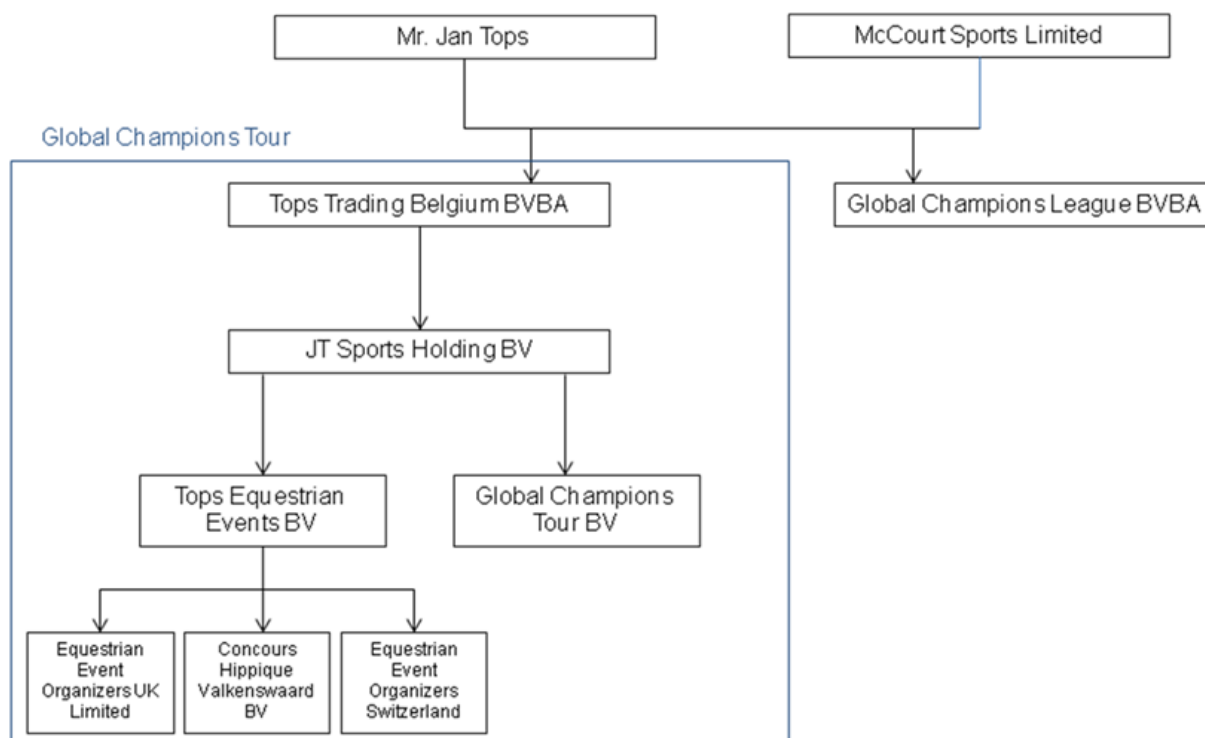 Mr. Jan Tops
McCourt Sports Limited
Global Champions Tour
Tops Trading Belgium BVBA
Global Champions League BVBA
JT Sports Holding BV
Tops Equestrian
Events BV
Global Champions
Tour BV
Equestrian
Event
Organizers UK
Limited
Concours
Hippique
Valkenswaard
BV
Equestrian
Event
Organizers
Switzerland